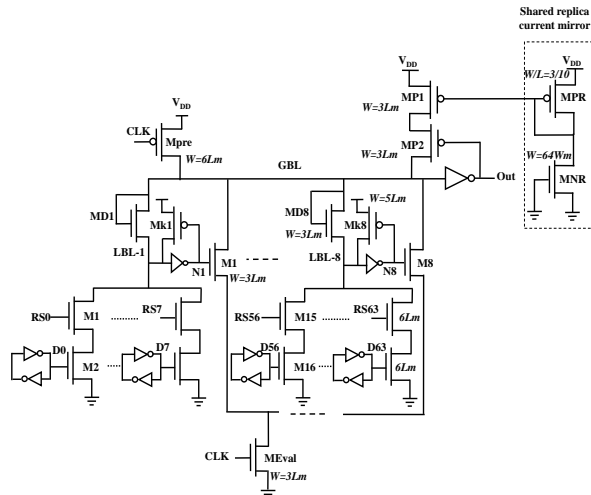 Shared replica
current mirror
VDD
VDD
W/L=3/10
MP1
MPR
W=3Lm
VDD
CLK
Mpre
MP2
W=3Lm
W=6Lm
W=64Wm
GBL
Out
MNR
MD1
Mk1
W=5Lm
MD8
Mk8
W=3Lm
LBL-1
M1
LBL-8
M8
N1
W=3Lm
N8
RS0
M1
RS7
RS56
M15
RS63
6Lm
D0
D7
D56
D63
M2
M16
6Lm
CLK
MEval
W=3Lm